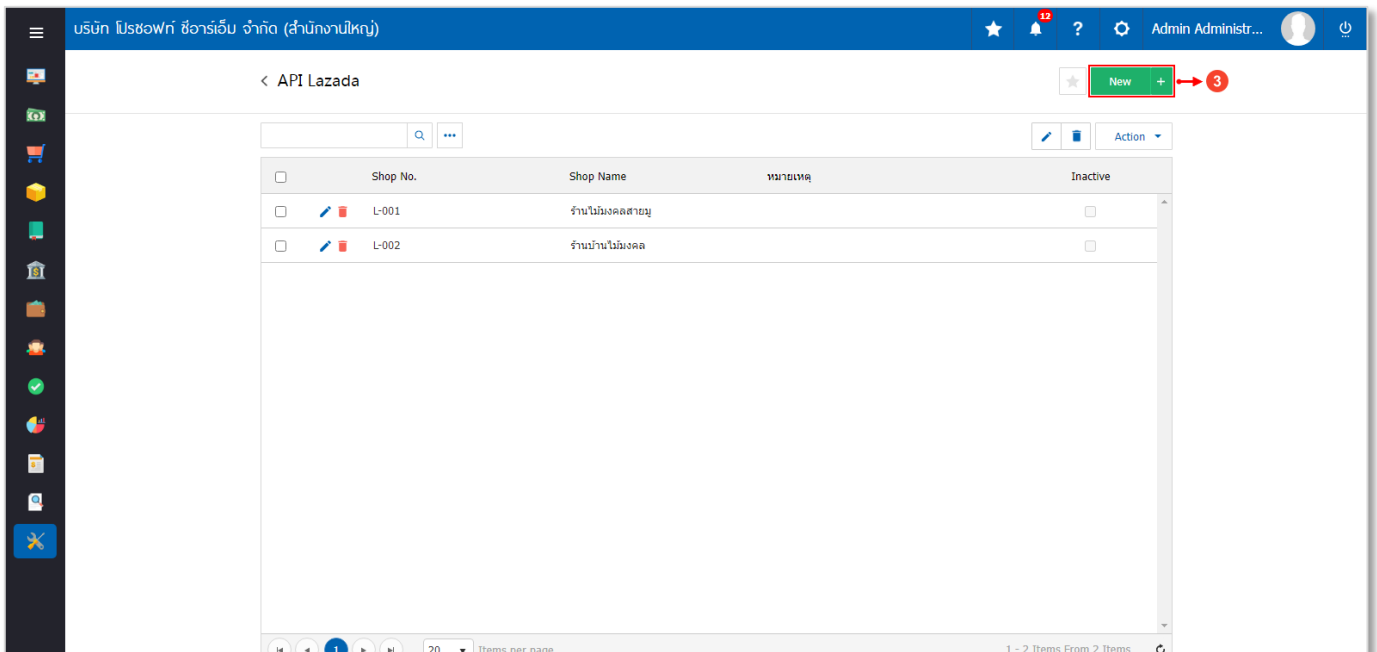 บริษัท โปรซอฟท์ ซีอาร์เอ็ม จำกัด (สำนักงานใหญ่)
12
?
Admin Administr...
API Lazada
New +
3
Action
Shop No. Shop Name หมายเหตุ Inactive
L-001 ร้านไม้มงคลสายมู
L-002 ร้านบ้านไม้มงคล
1 20 Items per page 1 - 2 Items From 2 Items